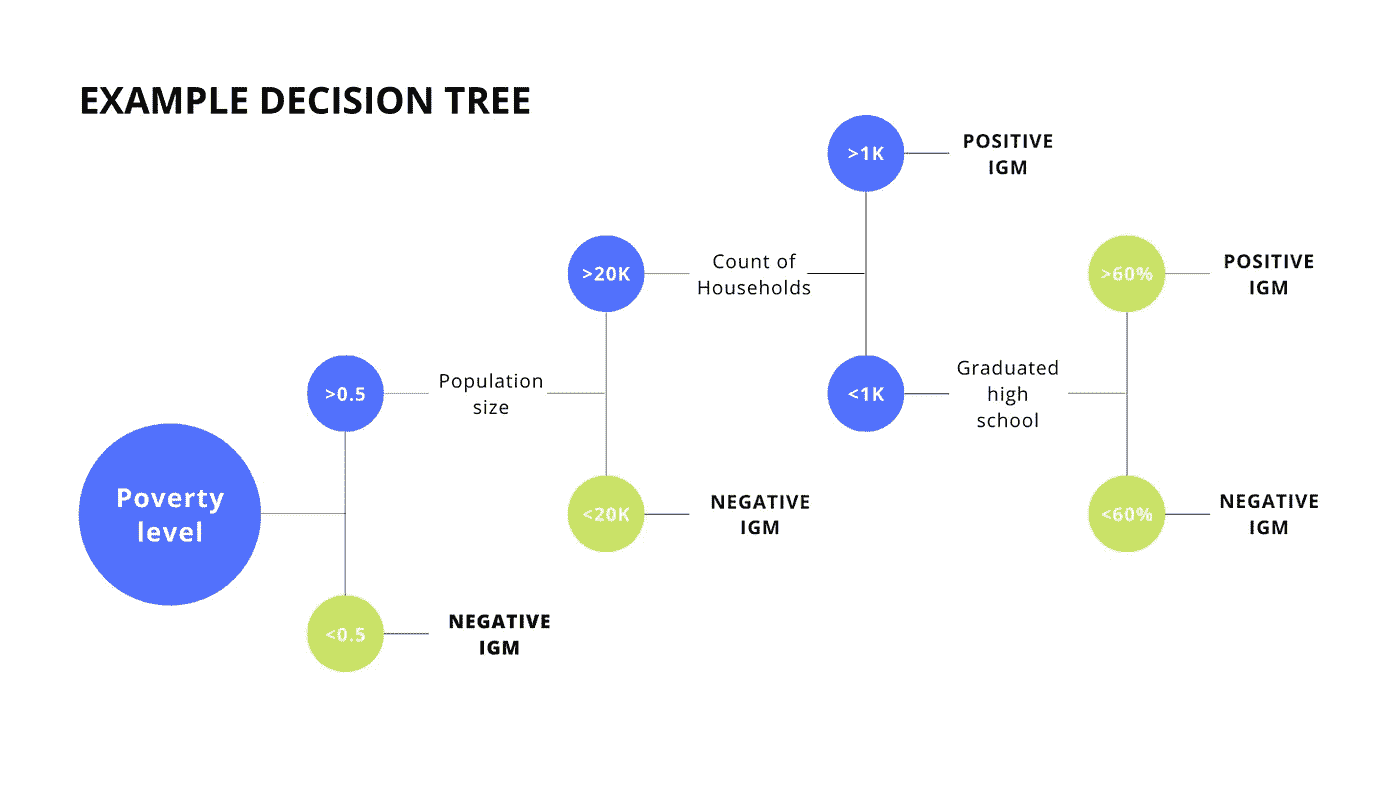 EXAMPLE DECISION TREE
>1K
POSITIVE
IGM
>20K
Count of
Households
>60%
POSITIVE
IGM
>0.5
Population
size
<1K
Graduated
high
school
Poverty
level
<20K
NEGATIVE
IGM
<60%
NEGATIVE
IGM
<0.5
NEGATIVE
IGM